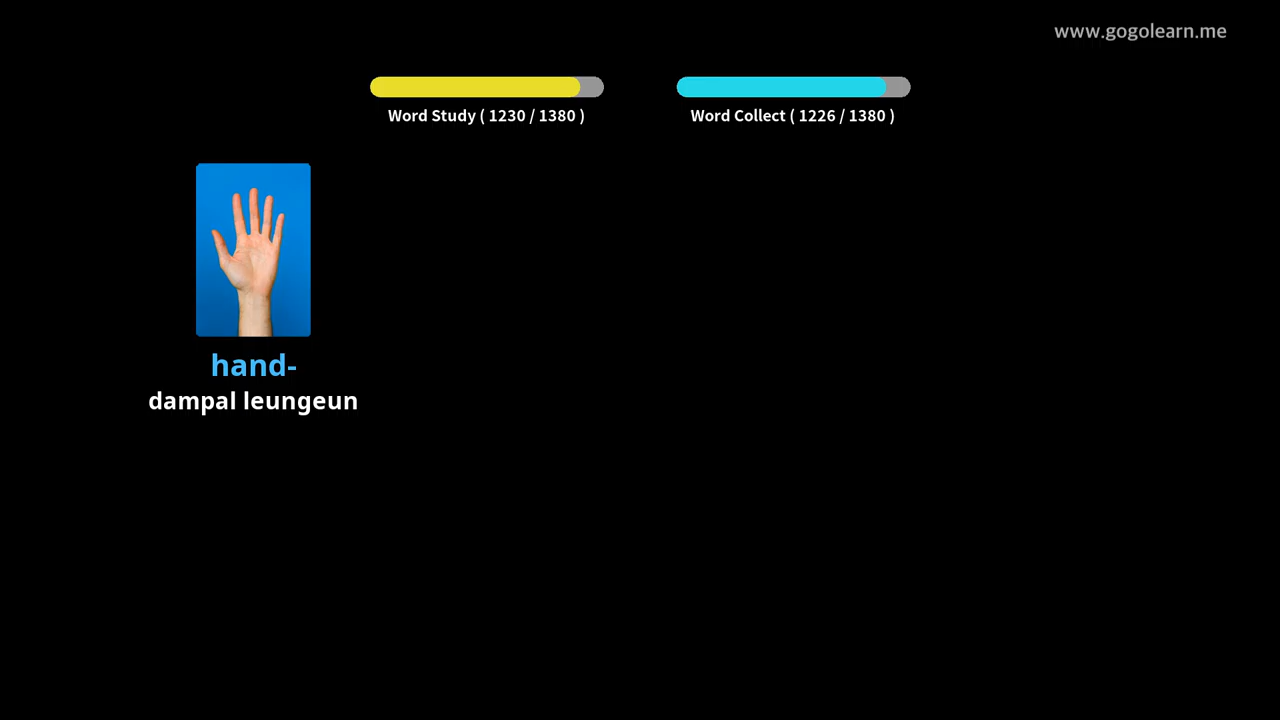 www.gogolearn.me
Word Study ( 1230 / 1380 )
Word Collect ( 1226 / 1380 )
hand-
dampal leungeun